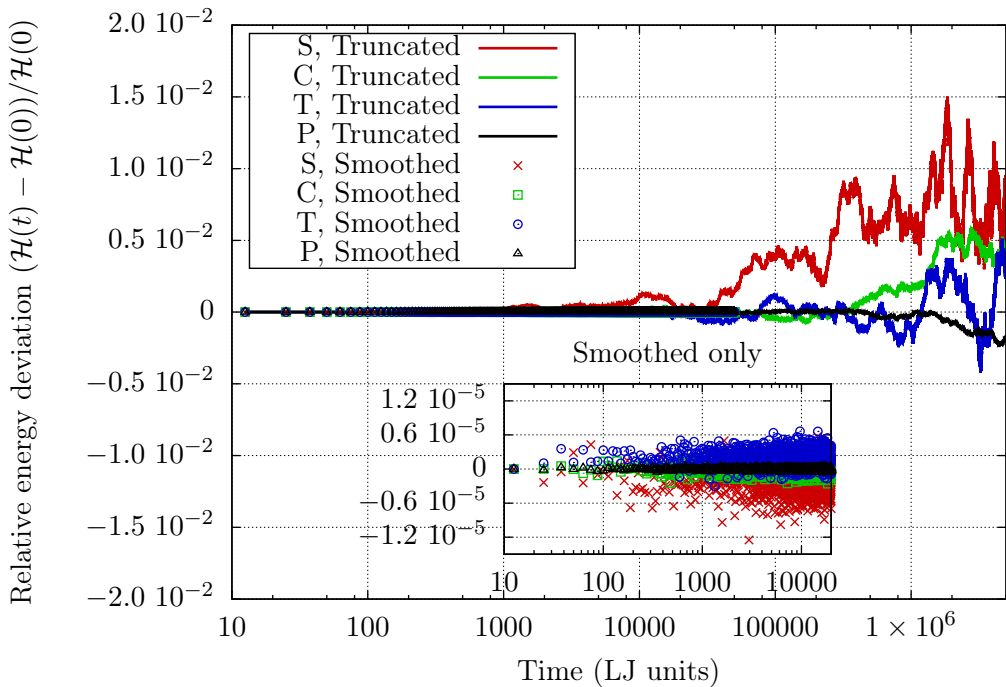 Relative energy deviation (ℋ(t) − ℋ(0))/ℋ(0)
2.0 10⁻²
1.5 10⁻²
1.0 10⁻²
0.5 10⁻²
0
−0.5 10⁻²
−1.0 10⁻²
−1.5 10⁻²
−2.0 10⁻²
S, Truncated
C, Truncated
T, Truncated
P, Truncated
S, Smoothed
C, Smoothed
T, Smoothed
P, Smoothed
Smoothed only
1.2 10⁻⁵
0.6 10⁻⁵
0
−0.6 10⁻⁵
−1.2 10⁻⁵
10 100 1000 10000
10 100 1000 10000 100000 1 × 10⁶
Time (LJ units)